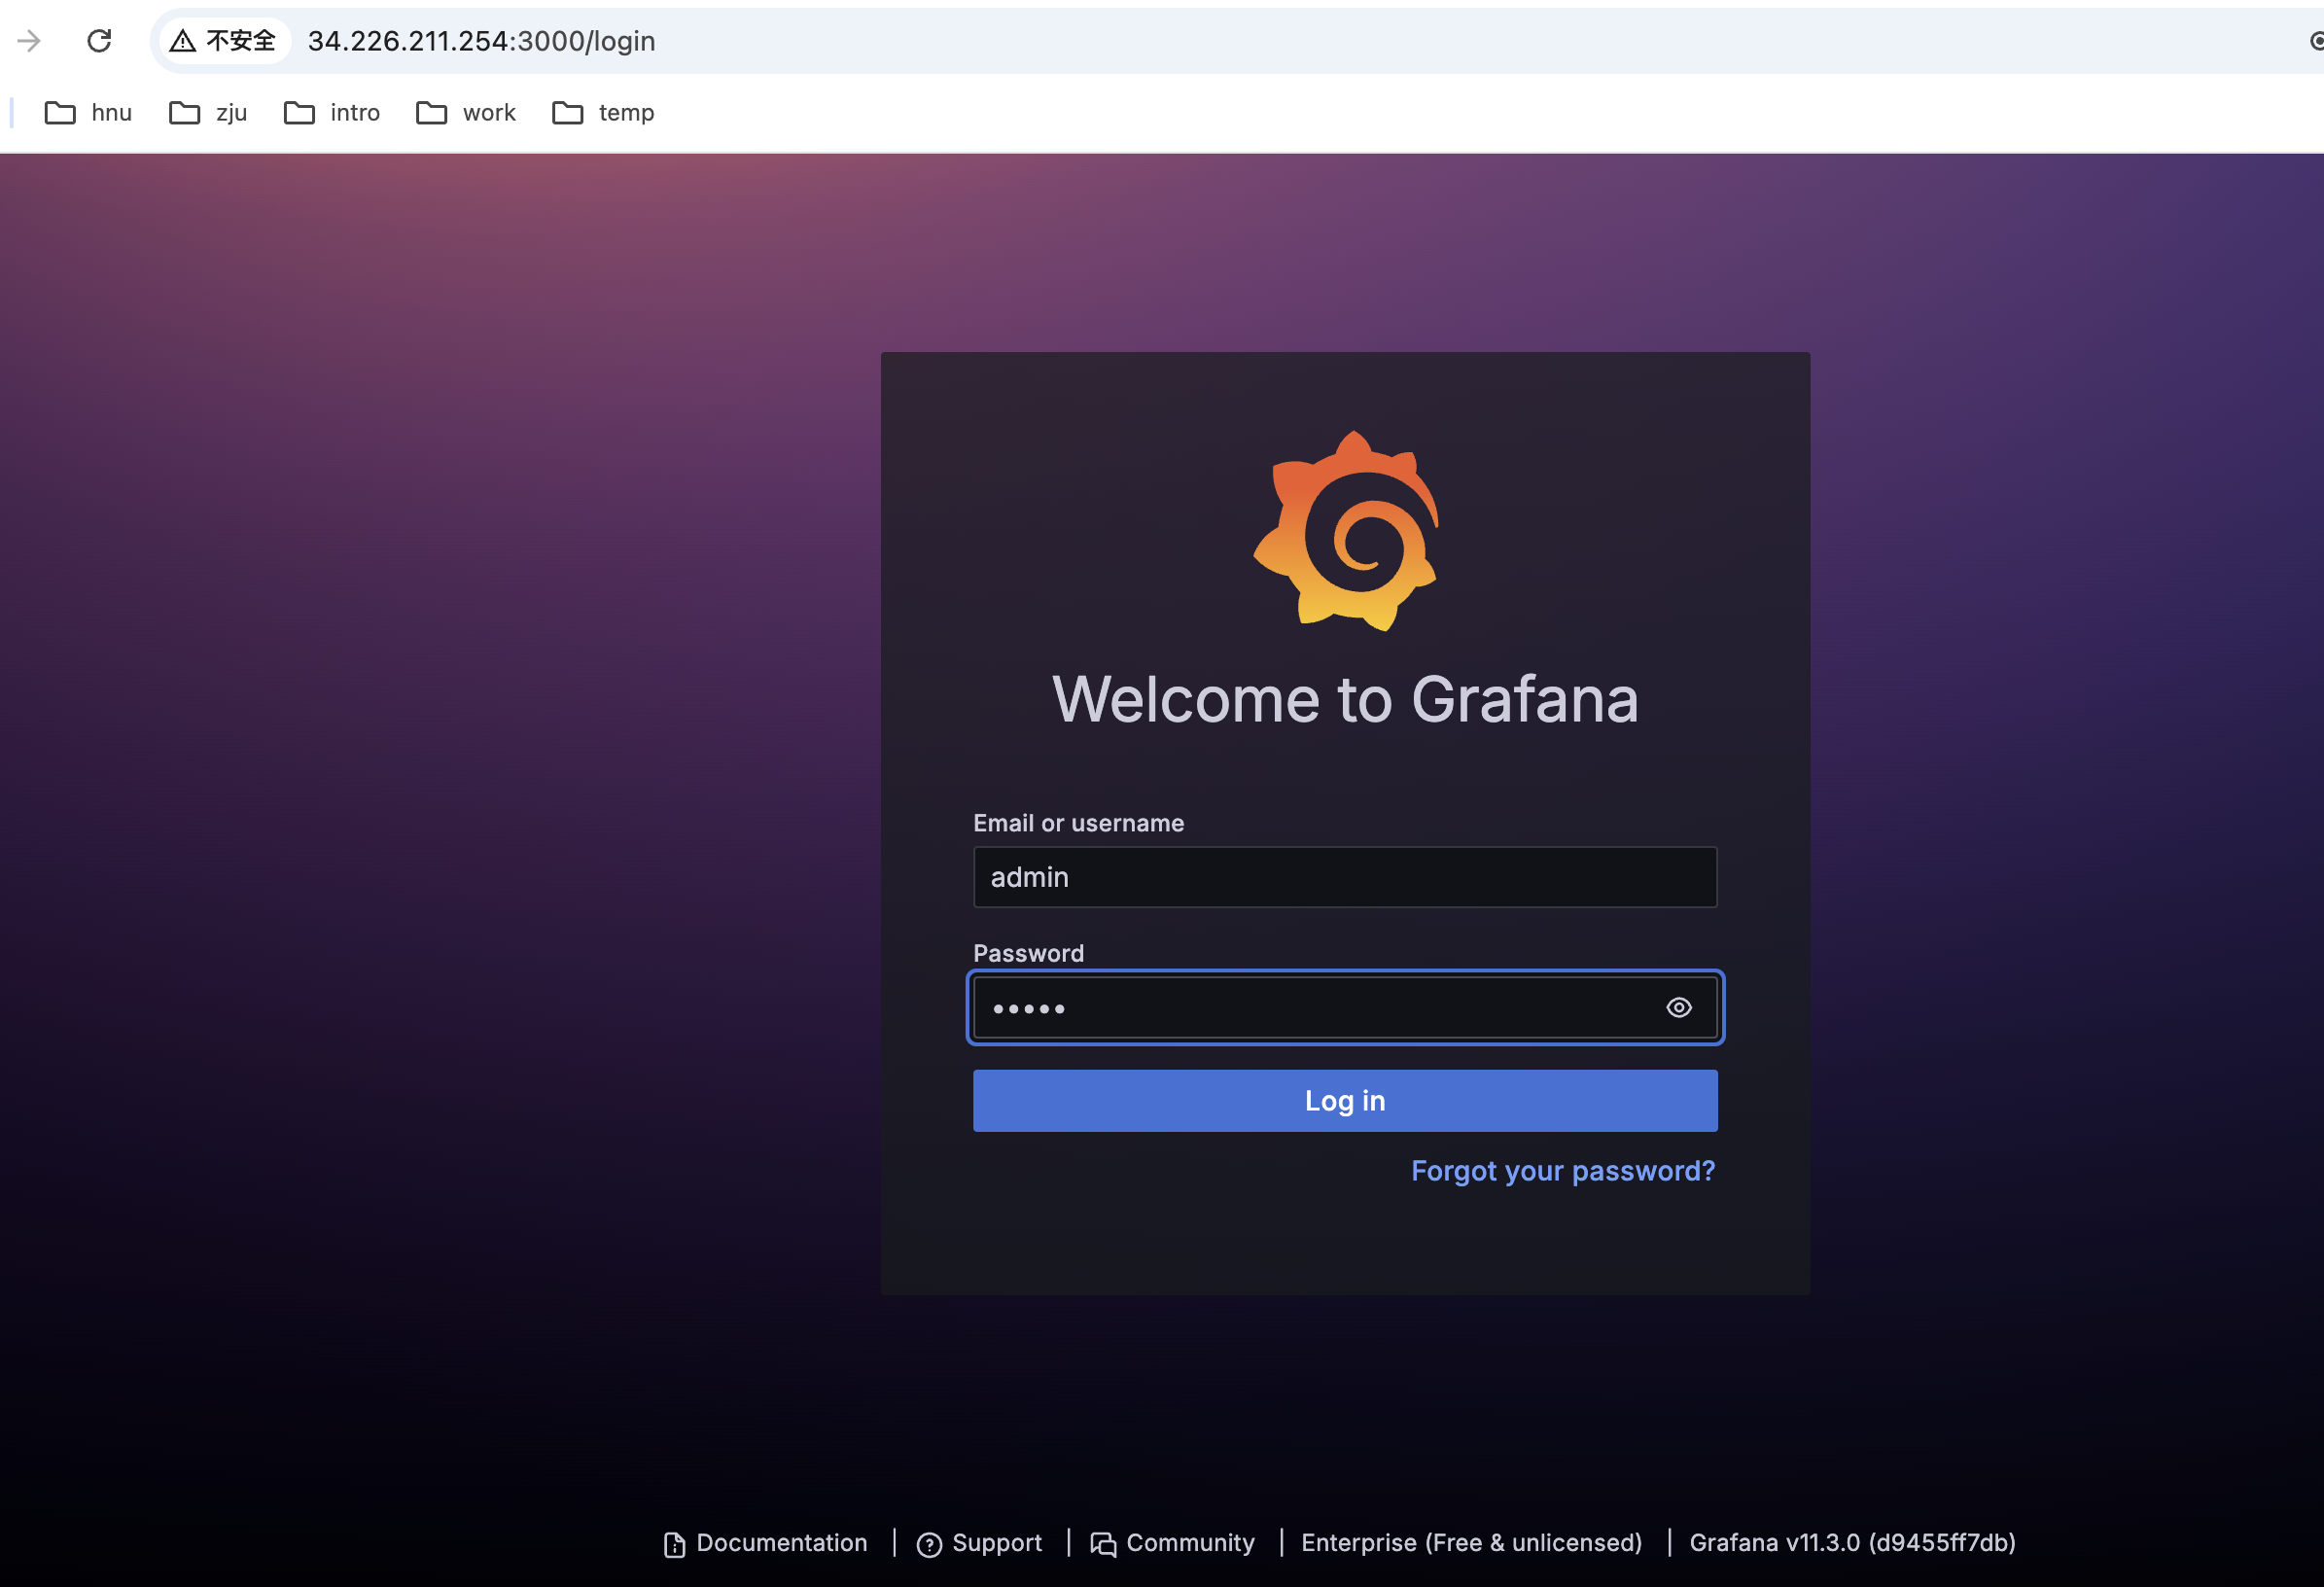 不安全 34.226.211.254:3000/login
hnu zju intro work temp
Welcome to Grafana
Email or username
admin
Password
•••••
Log in
Forgot your password?
Documentation | Support | Community | Enterprise (Free & unlicensed) | Grafana v11.3.0 (d9455ff7db)